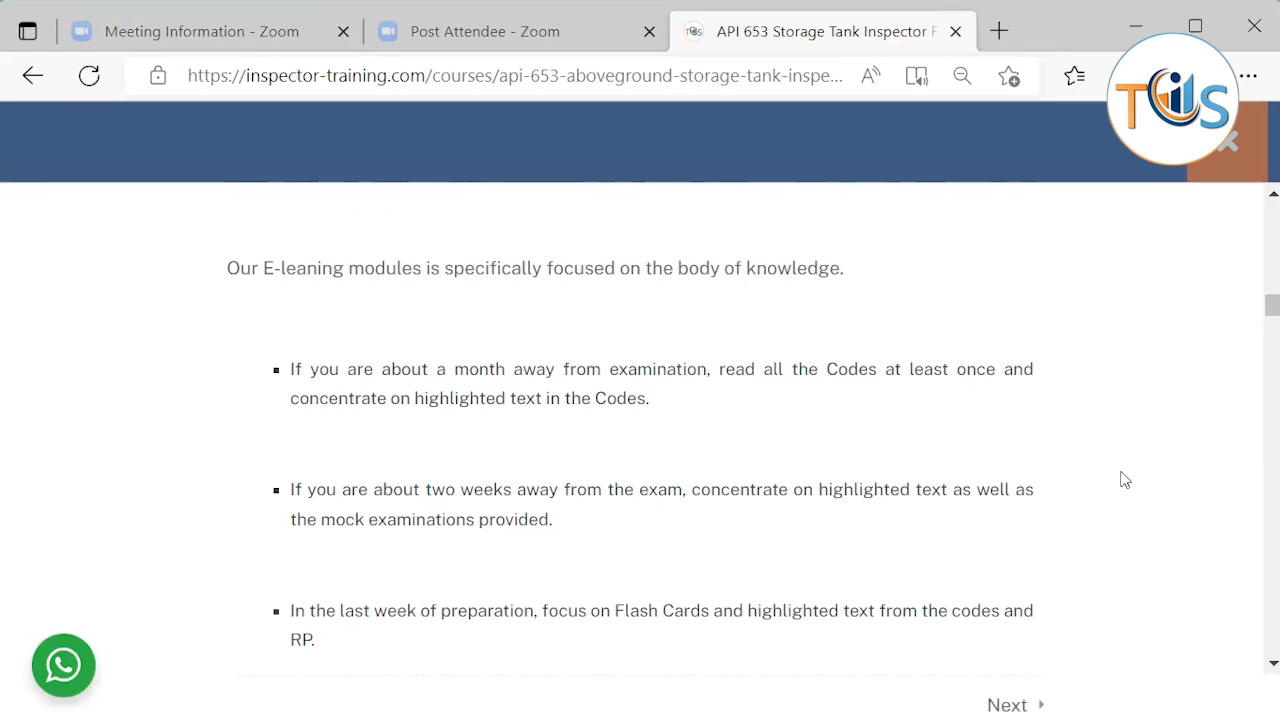 Meeting Information - Zoom
Post Attendee - Zoom
API 653 Storage Tank Inspector F
https://inspector-training.com/courses/api-653-aboveground-storage-tank-inspe...
Our E-leaning modules is specifically focused on the body of knowledge.
If you are about a month away from examination, read all the Codes at least once and
concentrate on highlighted text in the Codes.
If you are about two weeks away from the exam, concentrate on highlighted text as well as
the mock examinations provided.
In the last week of preparation, focus on Flash Cards and highlighted text from the codes and
RP.
Next